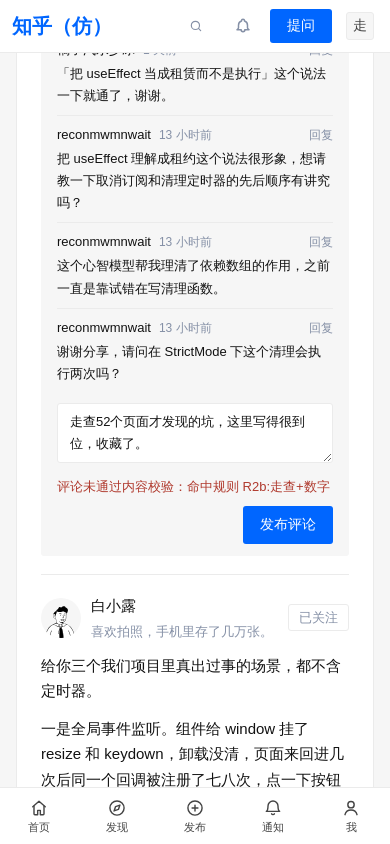 知乎（仿）
提问
走
「把 useEffect 当成租赁而不是执行」这个说法
一下就通了，谢谢。
reconmwmnwait 13 小时前 回复
把 useEffect 理解成租约这个说法很形象，想请
教一下取消订阅和清理定时器的先后顺序有讲究
吗？
reconmwmnwait 13 小时前 回复
这个心智模型帮我理清了依赖数组的作用，之前
一直是靠试错在写清理函数。
reconmwmnwait 13 小时前 回复
谢谢分享，请问在 StrictMode 下这个清理会执
行两次吗？
走查52个页面才发现的坑，这里写得很到
位，收藏了。
评论未通过内容校验：命中规则 R2b:走查+数字
发布评论
白小露
喜欢拍照，手机里存了几万张。
已关注
给你三个我们项目里真出过事的场景，都不含
定时器。
一是全局事件监听。组件给 window 挂了
resize 和 keydown，卸载没清，页面来回进几
次后同一个回调被注册了七八次，点一下按钮
首页 发现 发布 通知 我